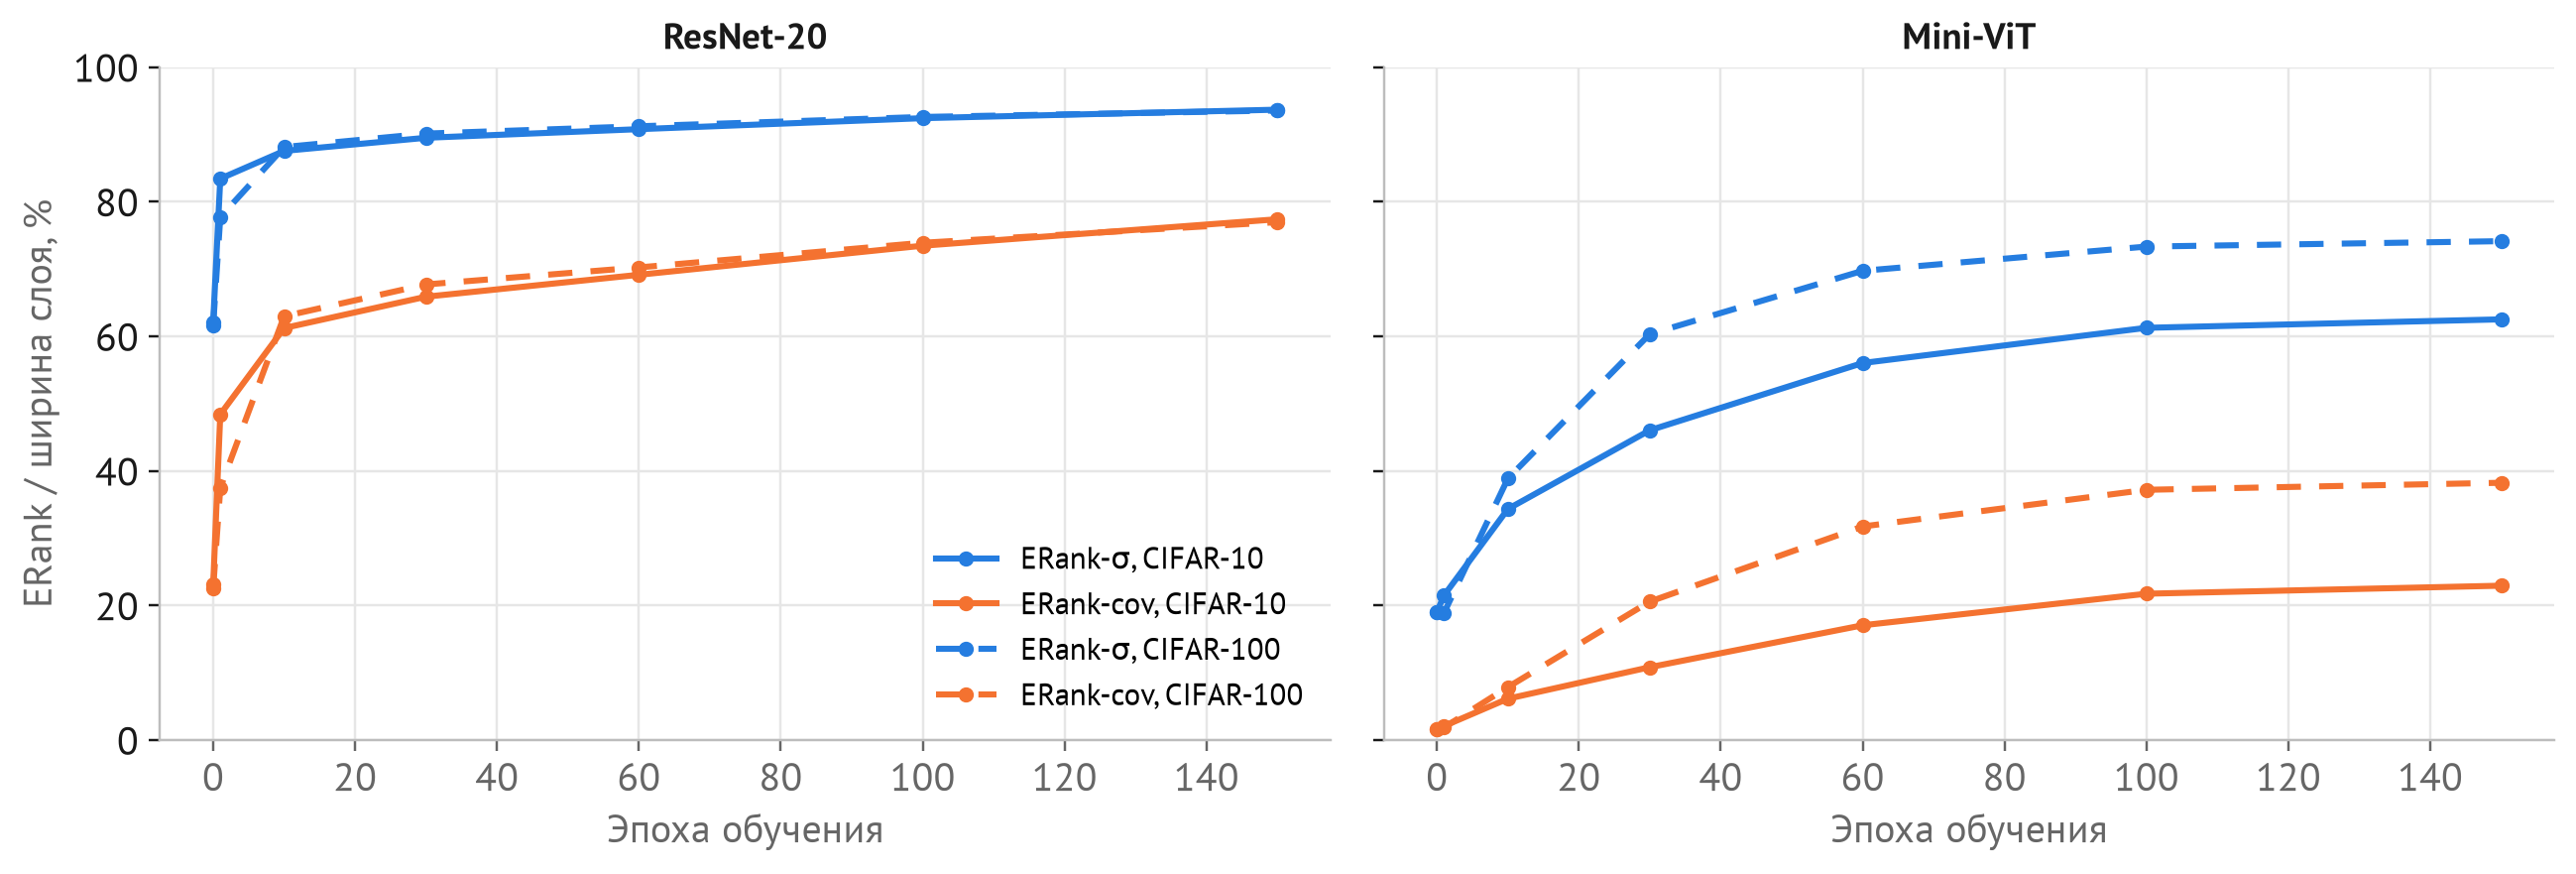 ResNet-20
Mini-ViT
ERank / ширина слоя, %
100
80
60
40
20
0
ERank-σ, CIFAR-10
ERank-cov, CIFAR-10
ERank-σ, CIFAR-100
ERank-cov, CIFAR-100
0 20 40 60 80 100 120 140
0 20 40 60 80 100 120 140
Эпоха обучения
Эпоха обучения